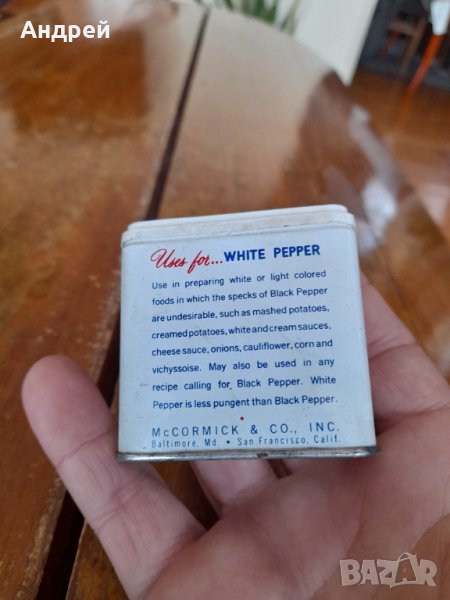 Андрей
Uses for...WHITE PEPPER
Use in preparing white or light colored
foods in which the specks of Black Pepper
are undesirable, such as mashed potatoes,
creamed potatoes, white and cream sauces,
cheese sauce, onions, cauliflower, corn and
vichyssoise. May also be used in any
recipe calling for Black Pepper. White
Pepper is less pungent than Black Pepper.
McCORMICK & CO., INC.
Baltimore, Md. • San Francisco, Calif.
BAZAR